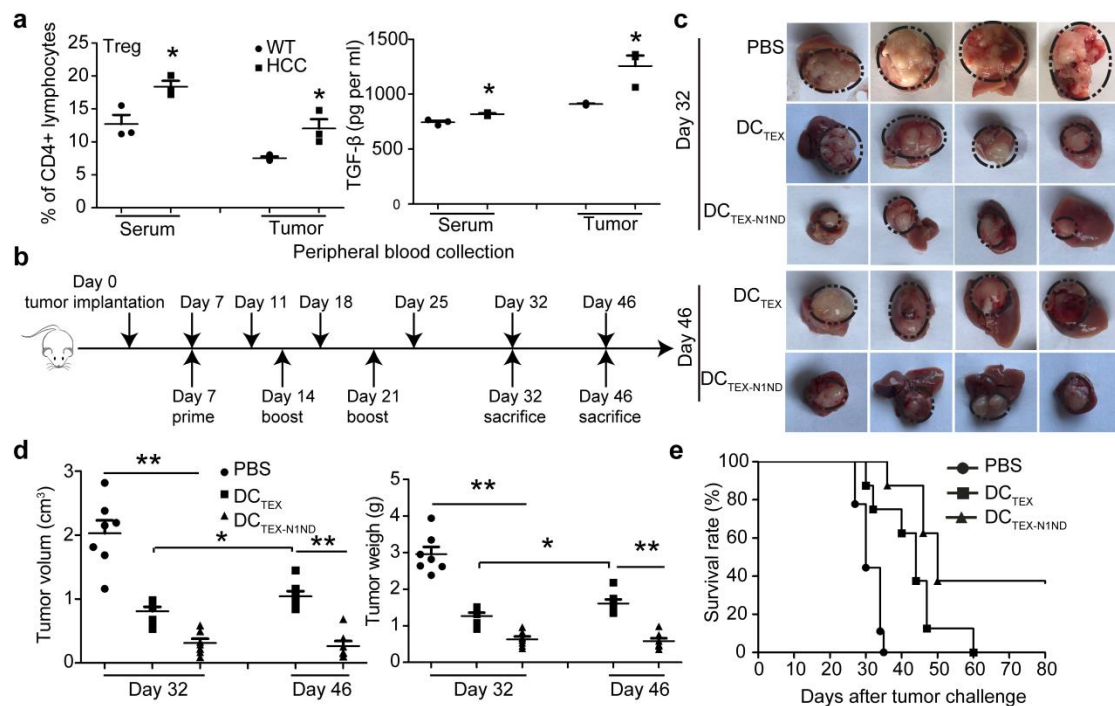 a
Treg
WT
HCC
% of CD4+ lymphocytes
25
20
15
10
5
0
*
*
Serum
Tumor
TGF-β (pg per ml)
1500
1000
500
0
*
*
Serum
Tumor
b
Peripheral blood collection
Day 0
tumor implantation
Day 7
Day 11
Day 18
Day 25
Day 32
Day 46
Day 7
prime
Day 14
boost
Day 21
boost
Day 32
sacrifice
Day 46
sacrifice
c
Day 32
PBS
DCTEX
DCTEX-N1ND
Day 46
DCTEX
DCTEX-N1ND
d
Tumor volum (cm³)
3
2
1
0
**
*
**
PBS
DCTEX
DCTEX-N1ND
Day 32
Day 46
Tumor weigh (g)
5
4
3
2
1
0
**
*
**
Day 32
Day 46
e
Survival rate (%)
100
80
60
40
20
0
PBS
DCTEX
DCTEX-N1ND
0 10 20 30 40 50 60 70 80
Days after tumor challenge